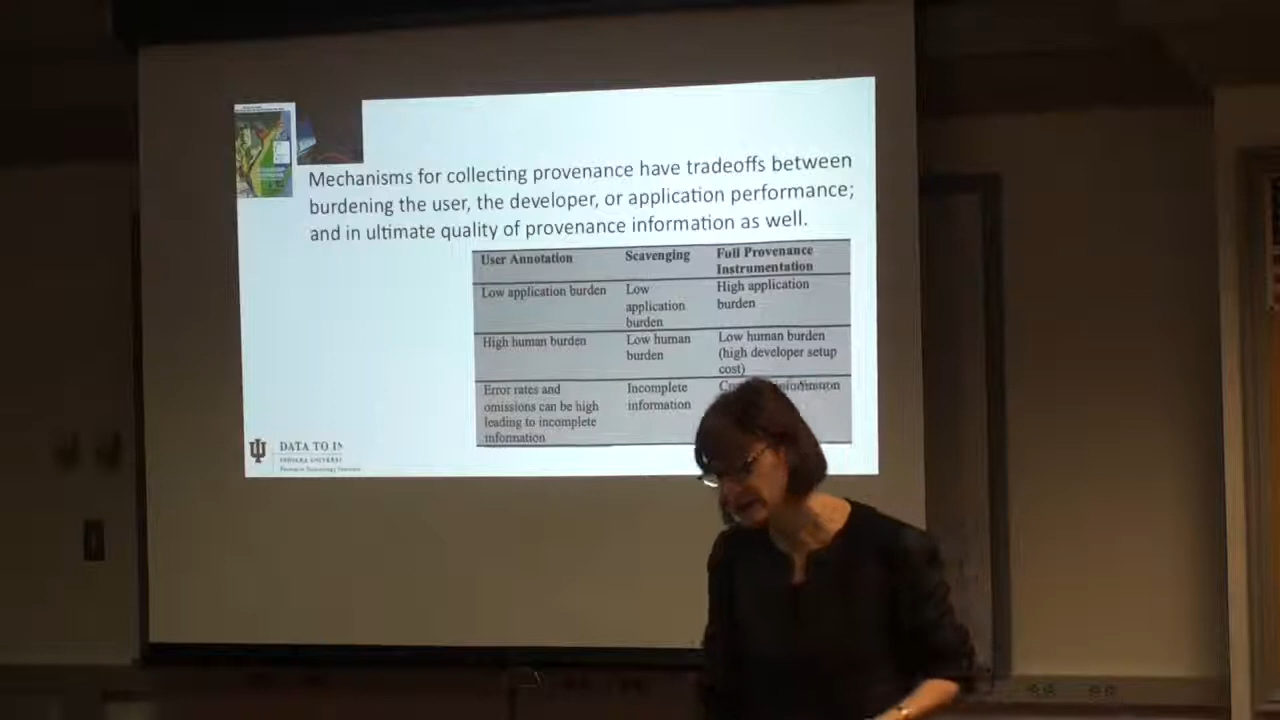 Mechanisms for collecting provenance have tradeoffs between
burdening the user, the developer, or application performance;
and in ultimate quality of provenance information as well.
User Annotation
Scavenging
Full Provenance
Instrumentation
Low application burden
Low
application
burden
High application
burden
High human burden
Low human
burden
Low human burden
(high developer setup
cost)
Error rates and
omissions can be high
leading to incomplete
information
Incomplete
information
information
DATA TO IN
INDIANA UNIVERSI